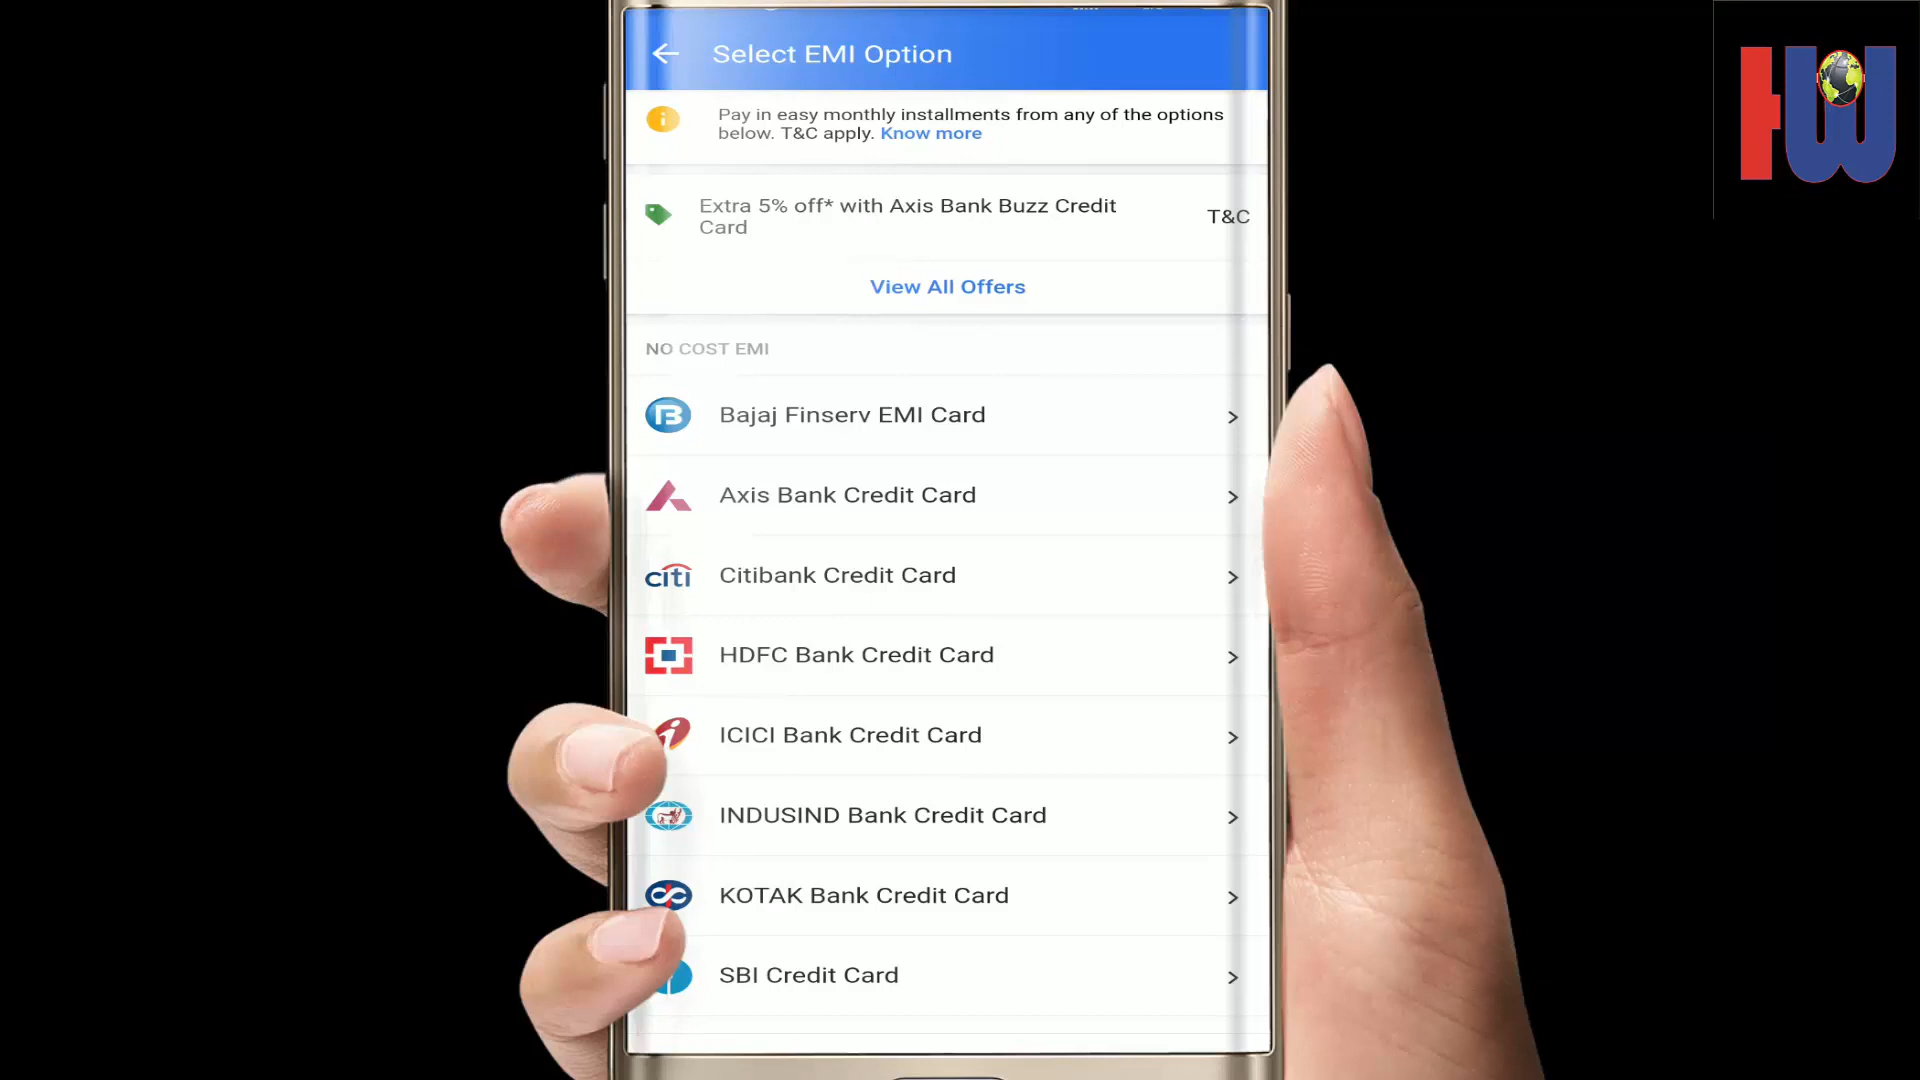 Select EMI Option
Pay in easy monthly installments from any of the options
below. T&C apply. Know more
Extra 5% off* with Axis Bank Buzz Credit
Card
T&C
View All Offers
NO COST EMI
Bajaj Finserv EMI Card
Axis Bank Credit Card
citi Citibank Credit Card
HDFC Bank Credit Card
ICICI Bank Credit Card
INDUSIND Bank Credit Card
KOTAK Bank Credit Card
SBI Credit Card
HW